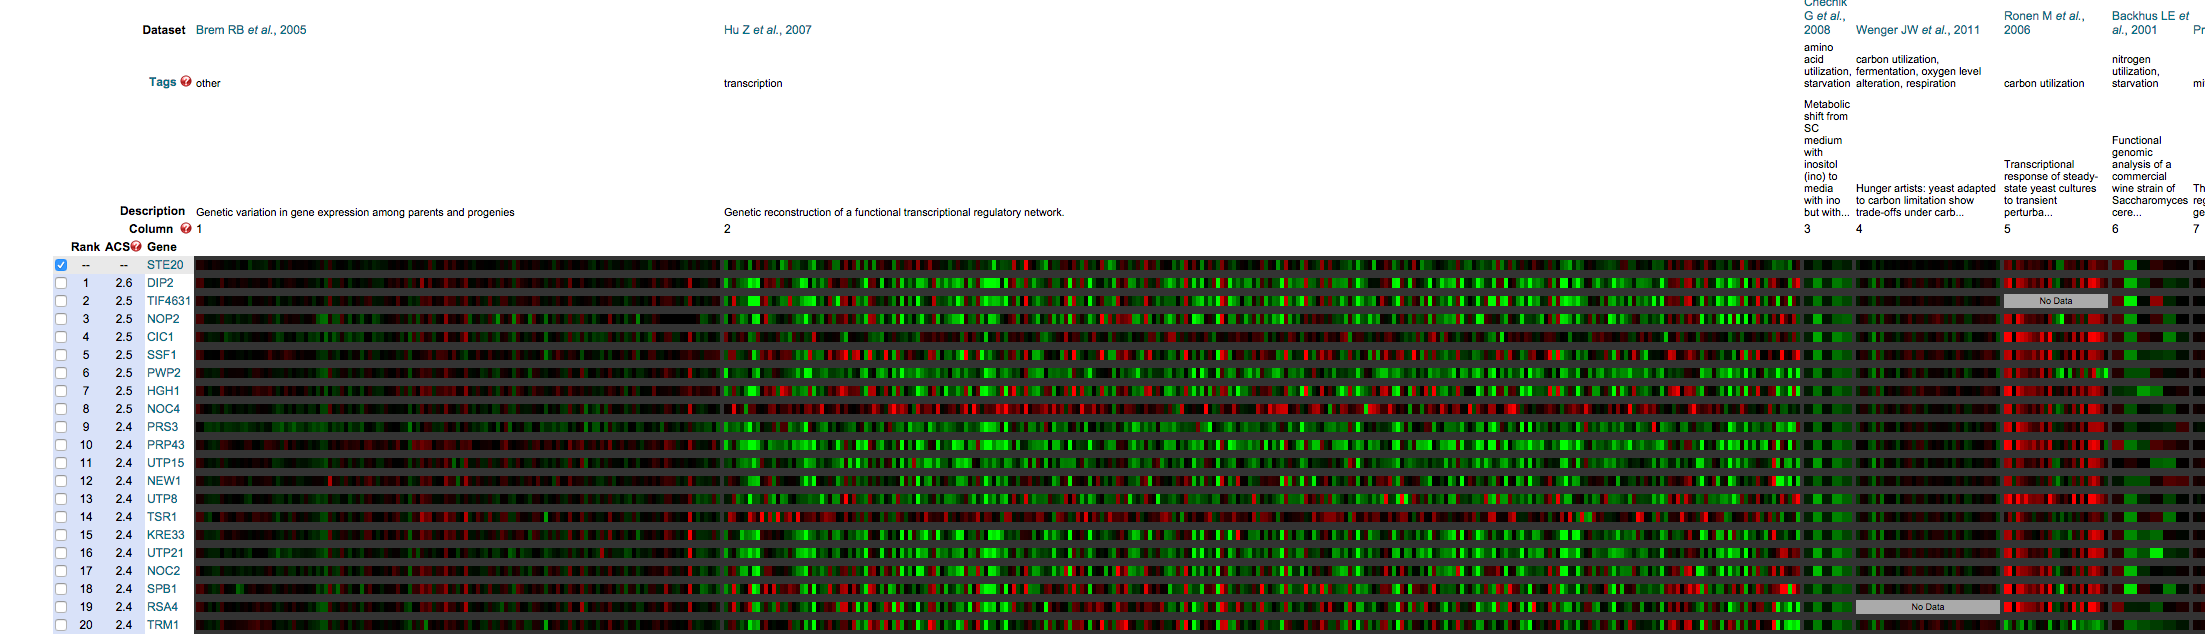 Dataset Brem RB et al., 2005 Hu Z et al., 2007
Chechik
G et al.,
2008
Wenger JW et al., 2011
Ronen M et al.,
2006
Backhus LE et
al., 2001
Pr
Tags ? other transcription
amino
acid
utilization,
starvation
carbon utilization,
fermentation, oxygen level
alteration, respiration
carbon utilization
nitrogen
utilization,
starvation
mi
Description Genetic variation in gene expression among parents and progenies
Genetic reconstruction of a functional transcriptional regulatory network.
Metabolic
shift from
SC
medium
with
inositol
(ino) to
media
with ino
but with...
Hunger artists: yeast adapted
to carbon limitation show
trade-offs under carb...
Transcriptional
response of steady-
state yeast cultures
to transient
perturba...
Functional
genomic
analysis of a
commercial
wine strain of
Saccharomyces
cere...
Th
reg
ge
Column ? 1 2 3 4 5 6 7
Rank ACS ? Gene
-- -- STE20
1 2.6 DIP2
2 2.5 TIF4631 No Data
3 2.5 NOP2
4 2.5 CIC1
5 2.5 SSF1
6 2.5 PWP2
7 2.5 HGH1
8 2.5 NOC4
9 2.4 PRS3
10 2.4 PRP43
11 2.4 UTP15
12 2.4 NEW1
13 2.4 UTP8
14 2.4 TSR1
15 2.4 KRE33
16 2.4 UTP21
17 2.4 NOC2
18 2.4 SPB1
19 2.4 RSA4 No Data
20 2.4 TRM1